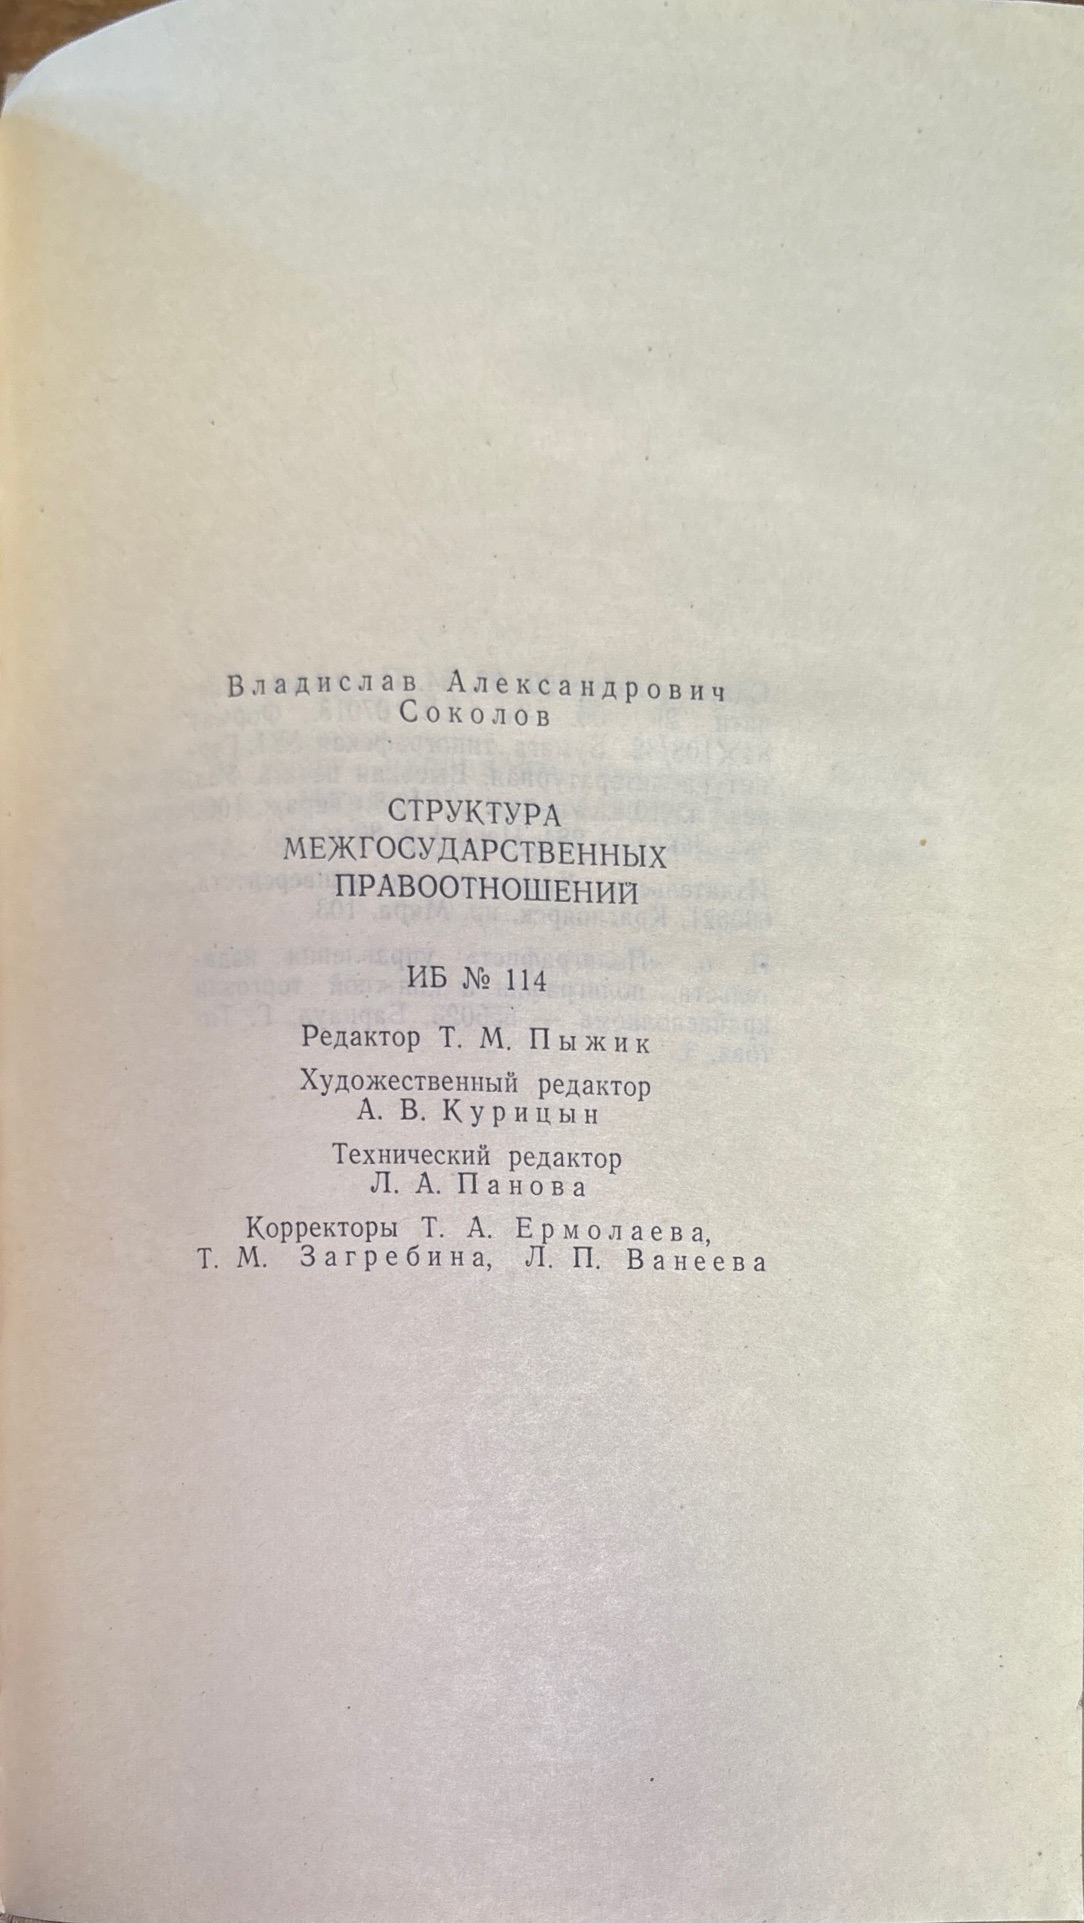 Владислав Александрович
Соколов
СТРУКТУРА
МЕЖГОСУДАРСТВЕННЫХ
ПРАВООТНОШЕНИЙ
ИБ № 114
Редактор Т. М. Пыжик
Художественный редактор
А. В. Курицын
Технический редактор
Л. А. Панова
Корректоры Т. А. Ермолаева,
Т. М. Загребина, Л. П. Ванеева